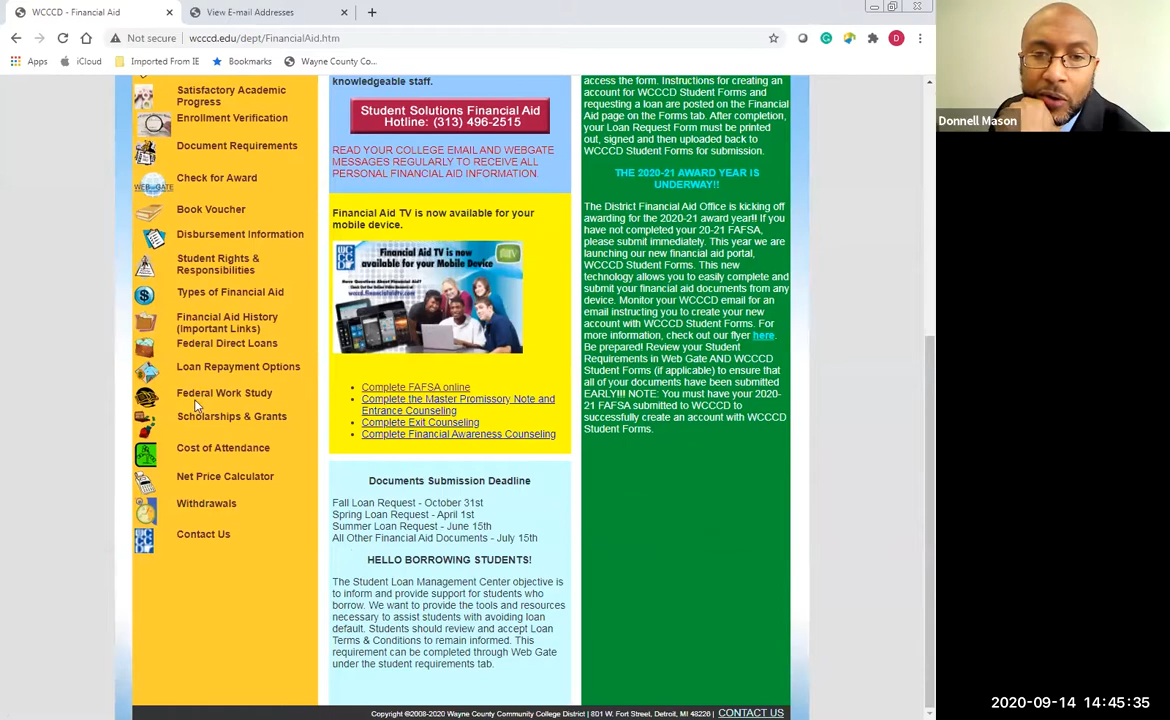 WCCCD - Financial Aid
View E-mail Addresses
Not secure
wcccd.edu/dept/FinancialAid.htm
D
Apps
iCloud
Imported From IE
Bookmarks
Wayne County Co...
Satisfactory Academic
Progress
Enrollment Verification
Document Requirements
WEB GATE
Check for Award
Book Voucher
Disbursement Information
Student Rights &
Responsibilities
Types of Financial Aid
Financial Aid History
(Important Links)
Federal Direct Loans
Loan Repayment Options
Federal Work Study
Scholarships & Grants
Cost of Attendance
Net Price Calculator
Withdrawals
Contact Us
knowledgeable staff.
Student Solutions Financial Aid
Hotline: (313) 496-2515
READ YOUR COLLEGE EMAIL AND WEBGATE
MESSAGES REGULARLY TO RECEIVE ALL
PERSONAL FINANCIAL AID INFORMATION.
Financial Aid TV is now available for your
mobile device.
Financial Aid TV is now
available for your Mobile Device
Complete FAFSA online
Complete the Master Promissory Note and
Entrance Counseling
Complete Exit Counseling
Complete Financial Awareness Counseling
Documents Submission Deadline
Fall Loan Request - October 31st
Spring Loan Request - April 1st
Summer Loan Request - June 15th
All Other Financial Aid Documents - July 15th
HELLO BORROWING STUDENTS!
The Student Loan Management Center objective is
to inform and provide support for students who
borrow. We want to provide the tools and resources
necessary to assist students with avoiding loan
default. Students should review and accept Loan
Terms & Conditions to remain informed. This
requirement can be completed through Web Gate
under the student requirements tab.
access the form. Instructions for creating an
account for WCCCD Student Forms and
requesting a loan are posted on the Financial
Aid page on the Forms tab. After completion,
your Loan Request Form must be printed
out, signed and then uploaded back to
WCCCD Student Forms for submission.
THE 2020-21 AWARD YEAR IS
UNDERWAY!!
The District Financial Aid Office is kicking off
awarding for the 2020-21 award year!! If you
have not completed your 20-21 FAFSA,
please submit immediately. This year we are
launching our new financial aid portal,
WCCCD Student Forms. This new
technology allows you to easily complete and
submit your financial aid documents from any
device. Monitor your WCCCD email for an
email instructing you to create your new
account with WCCCD Student Forms. For
more information, check out our flyer here.
Be prepared! Review your Student
Requirements in Web Gate AND WCCCD
Student Forms (if applicable) to ensure that
all of your documents have been submitted
EARLY!!! NOTE: You must have your 2020-
21 FAFSA submitted to WCCCD to
successfully create an account with WCCCD
Student Forms.
Copyright ©2008-2020 Wayne County Community College District | 801 W. Fort Street, Detroit, MI 48226 | CONTACT US
Donnell Mason
2020-09-14 14:45:35